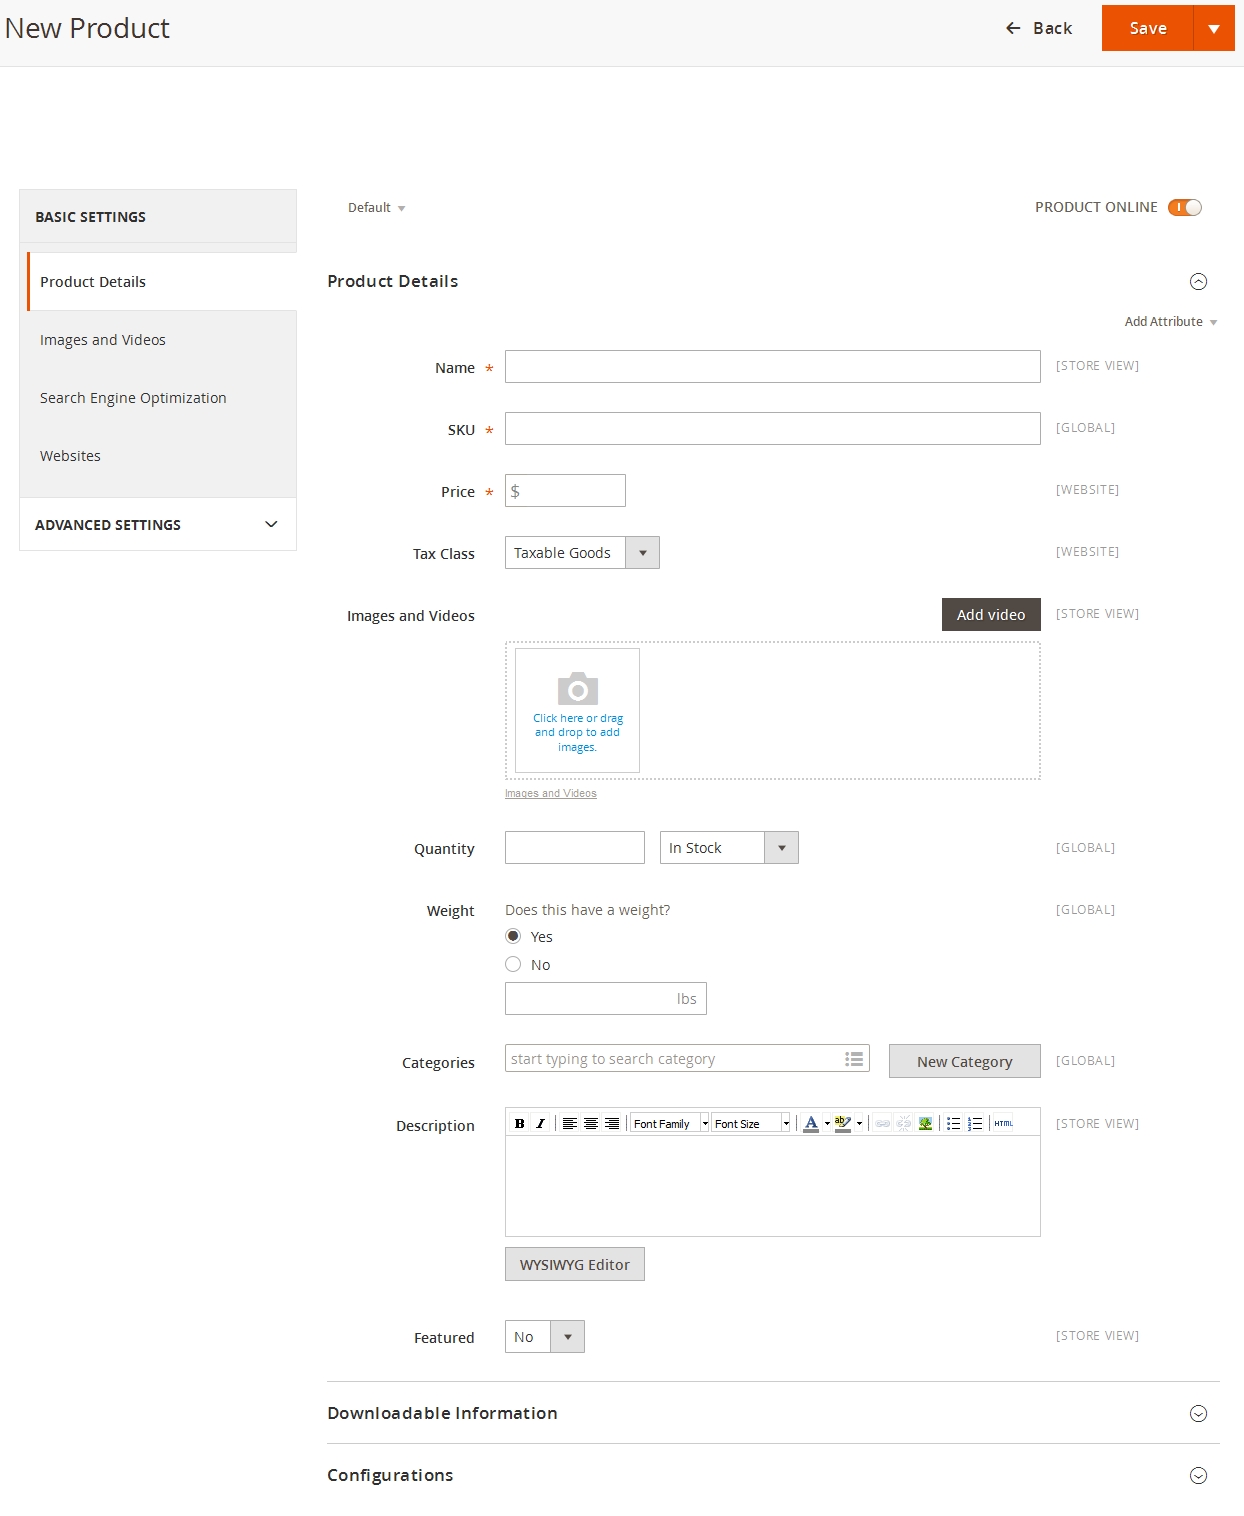 New Product
Back
Save
BASIC SETTINGS
Product Details
Images and Videos
Search Engine Optimization
Websites
ADVANCED SETTINGS
Default
PRODUCT ONLINE
Product Details
Add Attribute
Name * [STORE VIEW]
SKU * [GLOBAL]
Price * $ [WEBSITE]
Tax Class Taxable Goods [WEBSITE]
Images and Videos Add video [STORE VIEW]
Click here or drag
and drop to add
images.
Images and Videos
Quantity In Stock [GLOBAL]
Weight Does this have a weight? [GLOBAL]
Yes
No
lbs
Categories start typing to search category New Category [GLOBAL]
Description B I Font Family Font Size A ab HTML [STORE VIEW]
WYSIWYG Editor
Featured No [STORE VIEW]
Downloadable Information
Configurations